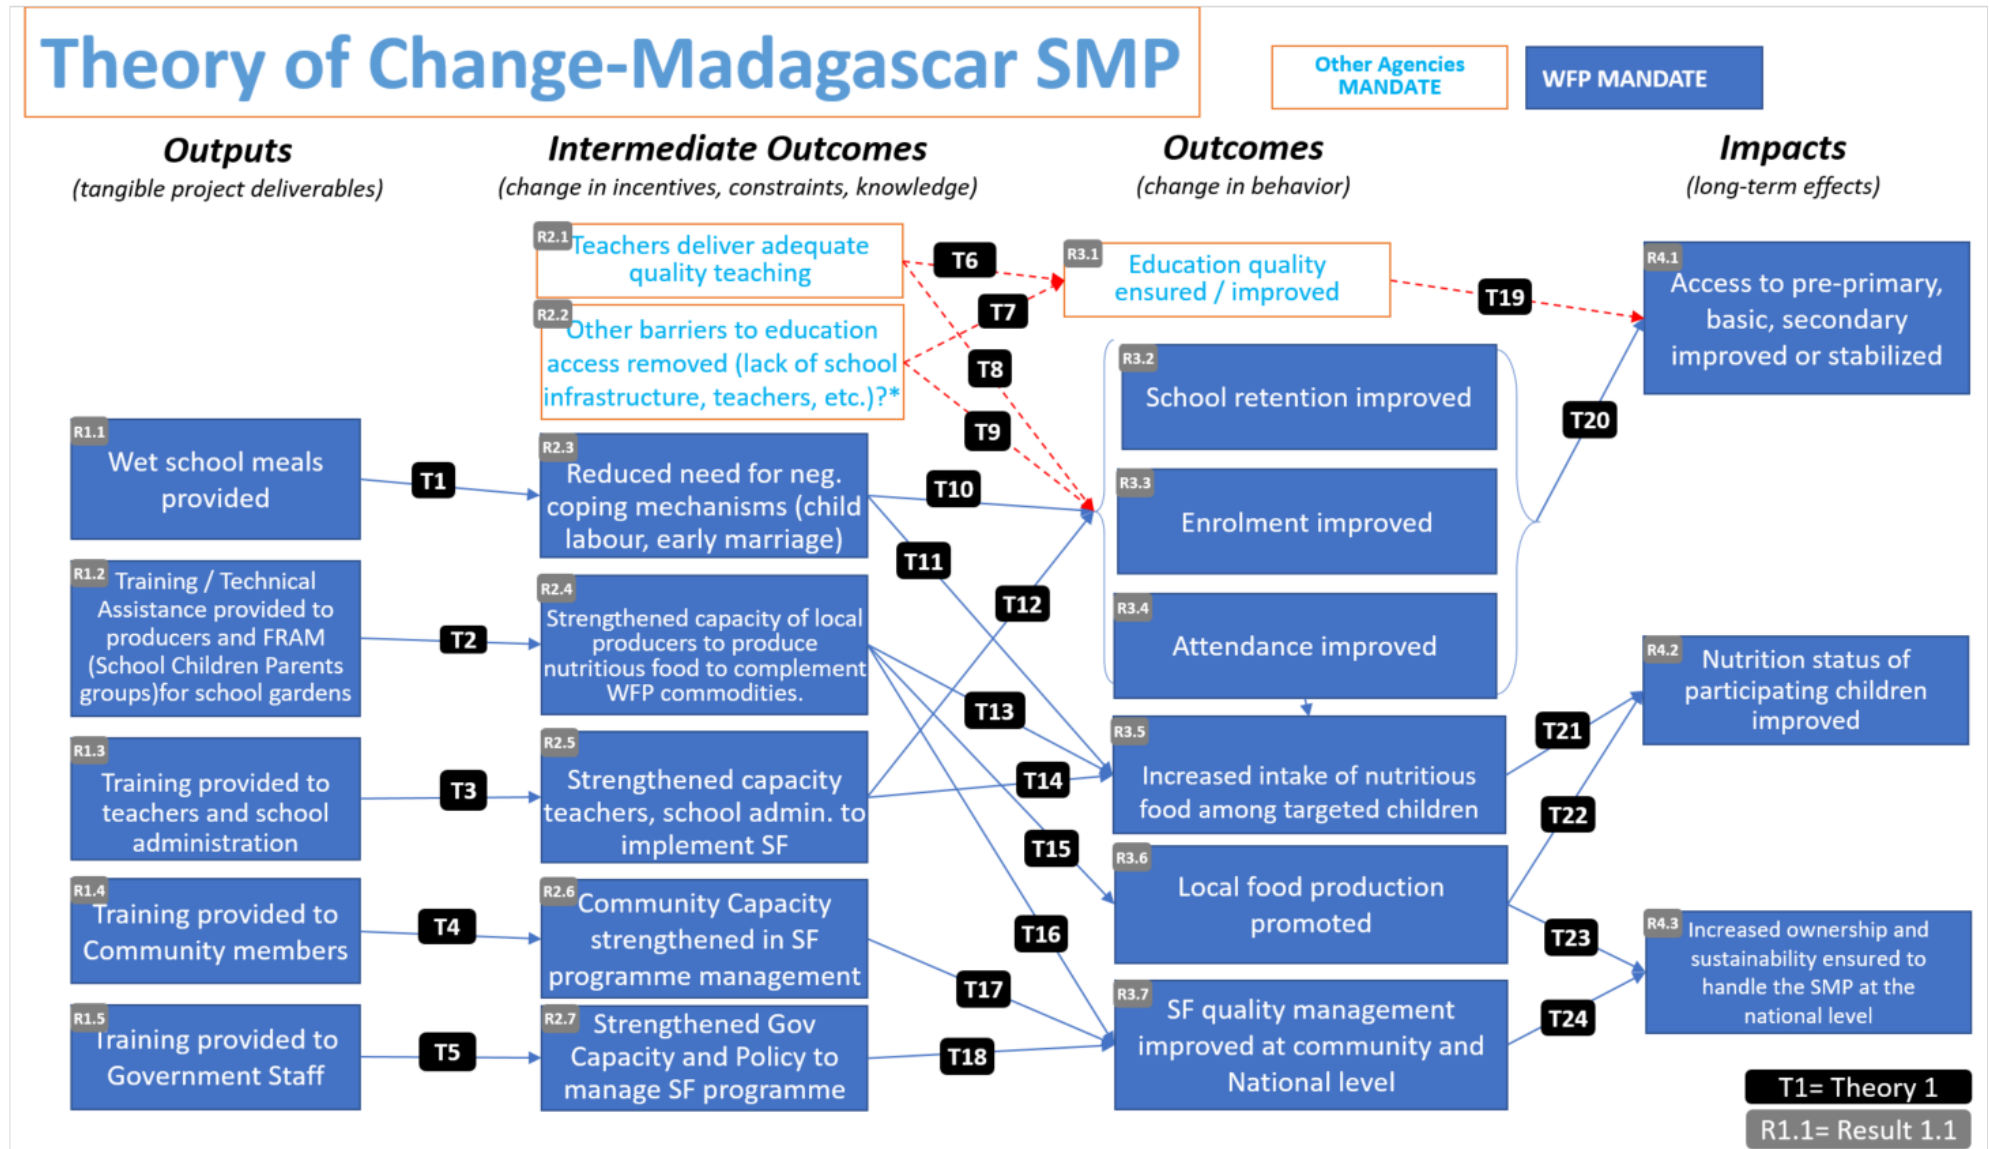 Theory of Change-Madagascar SMP
Other Agencies
MANDATE
WFP MANDATE
Outputs
(tangible project deliverables)
Intermediate Outcomes
(change in incentives, constraints, knowledge)
Outcomes
(change in behavior)
Impacts
(long-term effects)
R1.1
Wet school meals
provided
R1.2
Training / Technical
Assistance provided to
producers and FRAM
(School Children Parents
groups)for school gardens
R1.3
Training provided to
teachers and school
administration
R1.4
Training provided to
Community members
R1.5
Training provided to
Government Staff
T1
T2
T3
T4
T5
R2.1
Teachers deliver adequate
quality teaching
R2.2
Other barriers to education
access removed (lack of school
infrastructure, teachers, etc.)?*
R2.3
Reduced need for neg.
coping mechanisms (child
labour, early marriage)
R2.4
Strengthened capacity of local
producers to produce
nutritious food to complement
WFP commodities.
R2.5
Strengthened capacity
teachers, school admin. to
implement SF
R2.6
Community Capacity
strengthened in SF
programme management
R2.7
Strengthened Gov
Capacity and Policy to
manage SF programme
T6
T7
T8
T9
T10
T11
T12
T13
T14
T15
T16
T17
T18
R3.1
Education quality
ensured / improved
R3.2
School retention improved
R3.3
Enrolment improved
R3.4
Attendance improved
R3.5
Increased intake of nutritious
food among targeted children
R3.6
Local food production
promoted
R3.7
SF quality management
improved at community and
National level
T19
T20
T21
T22
T23
T24
R4.1
Access to pre-primary,
basic, secondary
improved or stabilized
R4.2
Nutrition status of
participating children
improved
R4.3
Increased ownership and
sustainability ensured to
handle the SMP at the
national level
T1= Theory 1
R1.1= Result 1.1